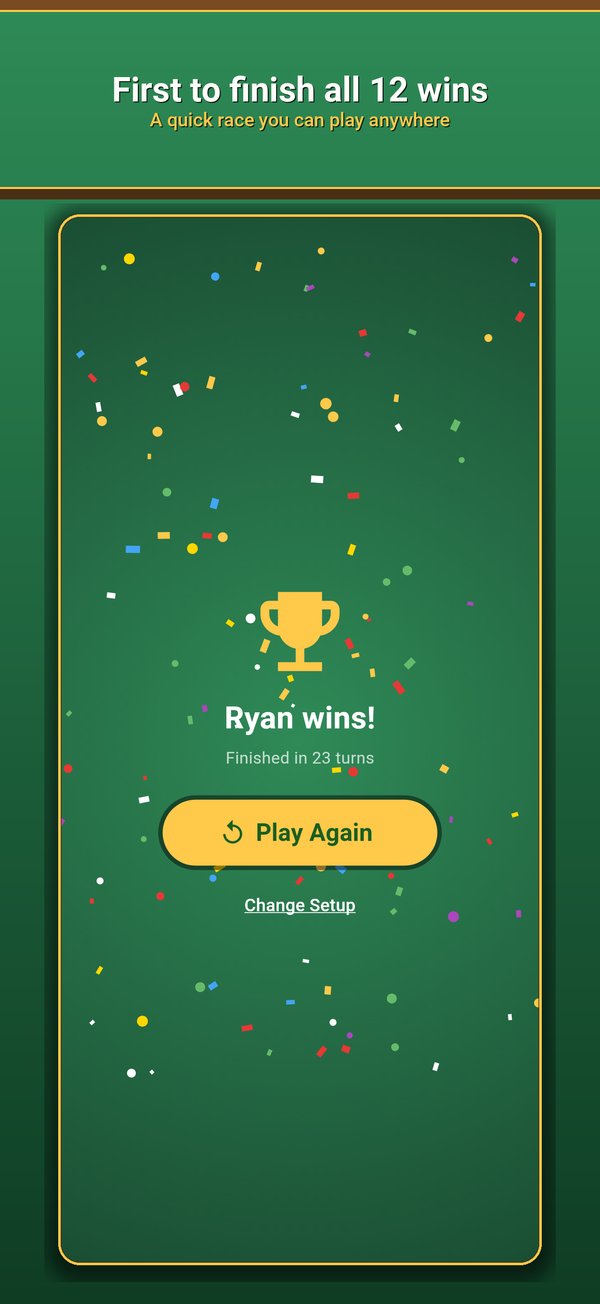 First to finish all 12 wins
A quick race you can play anywhere
Ryan wins!
Finished in 23 turns
Play Again
Change Setup